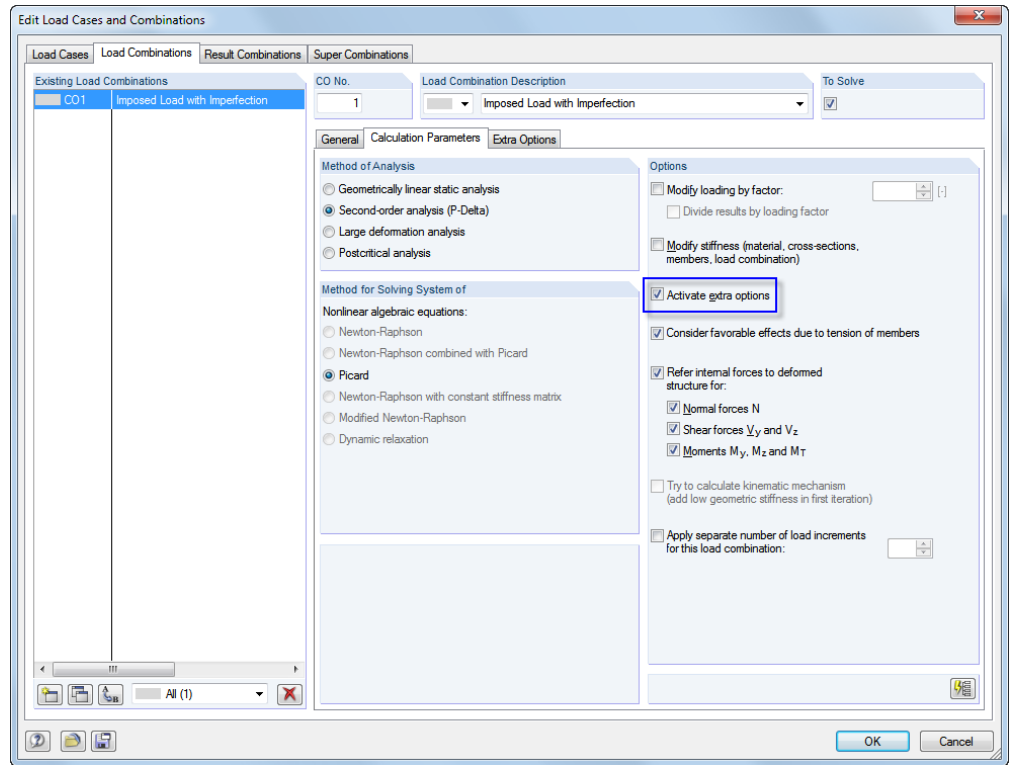 Edit Load Cases and Combinations
Load Cases
Load Combinations
Result Combinations
Super Combinations
Existing Load Combinations
CO1 Imposed Load with Imperfection
CO No.
1
Load Combination Description
Imposed Load with Imperfection
To Solve
General
Calculation Parameters
Extra Options
Method of Analysis
Geometrically linear static analysis
Second-order analysis (P-Delta)
Large deformation analysis
Postcritical analysis
Method for Solving System of
Nonlinear algebraic equations:
Newton-Raphson
Newton-Raphson combined with Picard
Picard
Newton-Raphson with constant stiffness matrix
Modified Newton-Raphson
Dynamic relaxation
Options
Modify loading by factor:
[-]
Divide results by loading factor
Modify stiffness (material, cross-sections,
members, load combination)
Activate extra options
Consider favorable effects due to tension of members
Refer internal forces to deformed
structure for:
Normal forces N
Shear forces Vy and Vz
Moments My, Mz and MT
Try to calculate kinematic mechanism
(add low geometric stiffness in first iteration)
Apply separate number of load increments
for this load combination:
All (1)
OK
Cancel